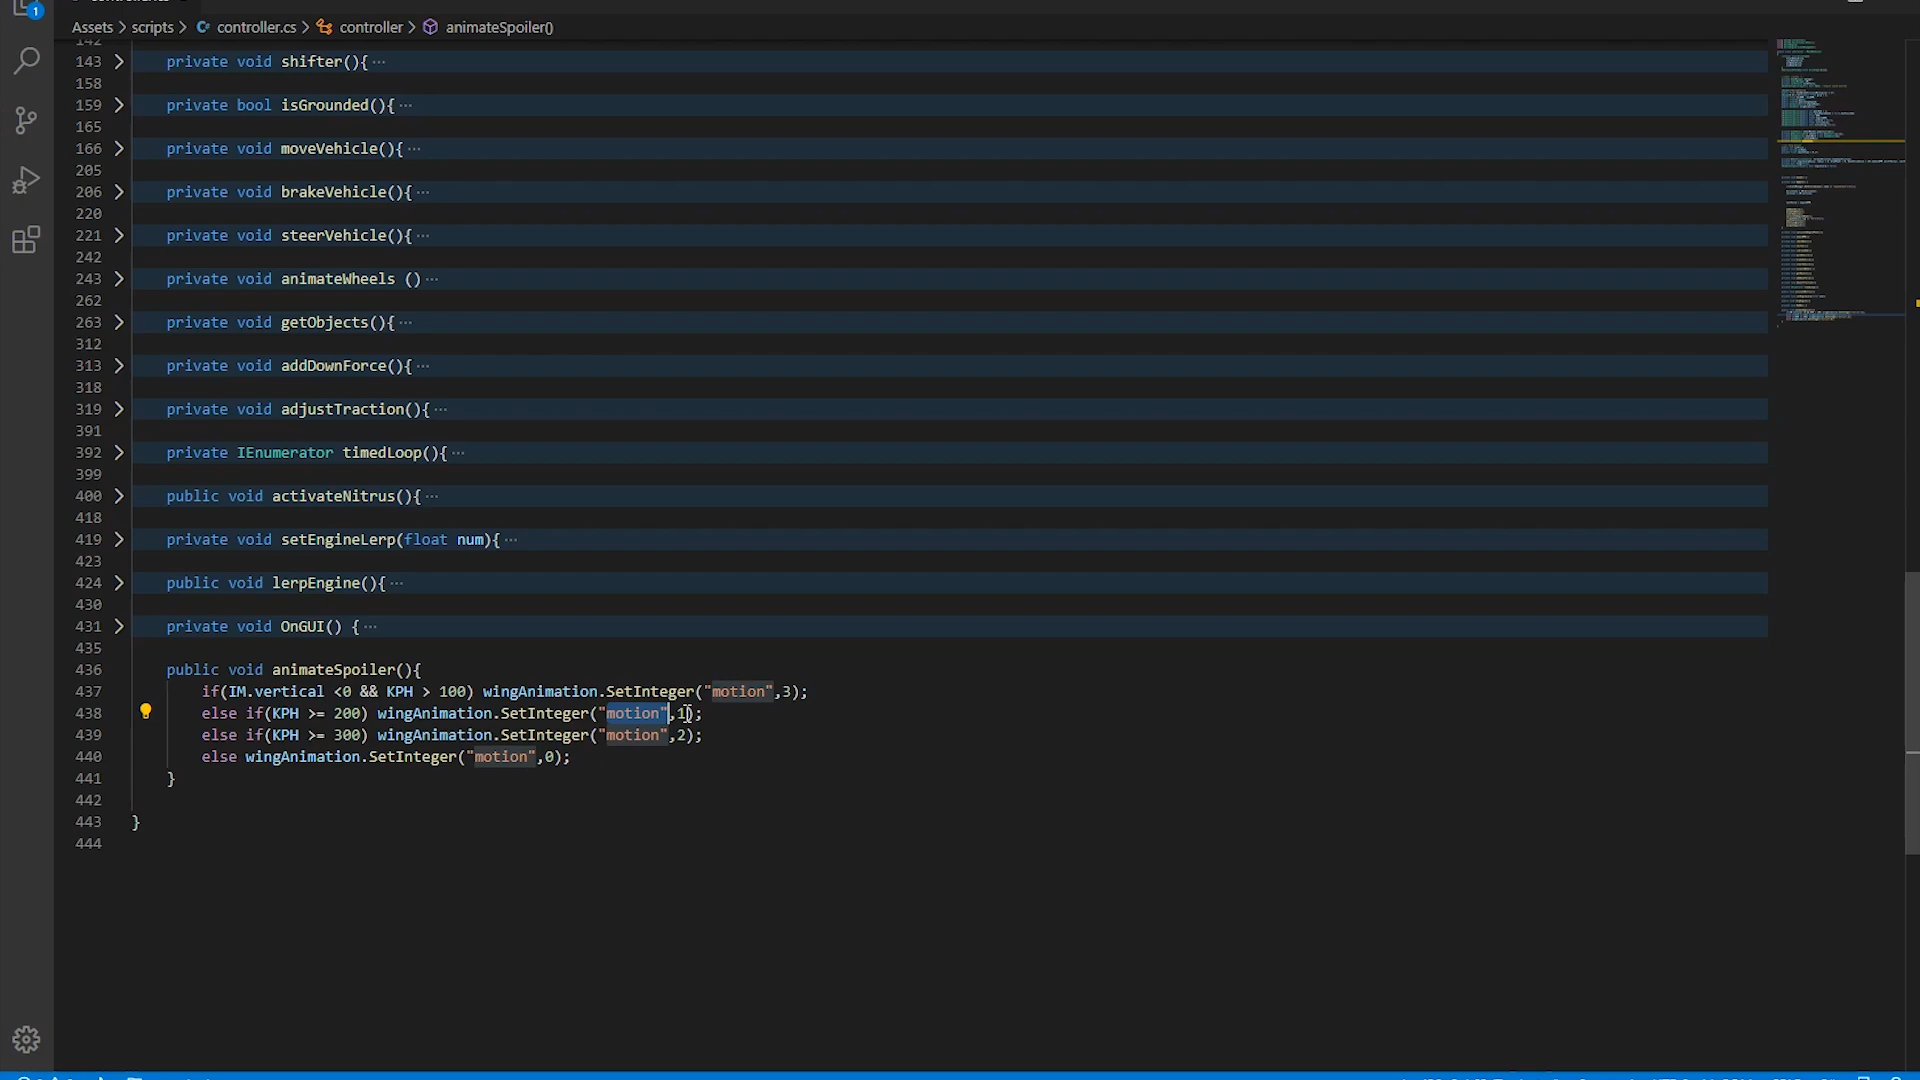 1
Assets > scripts > controller.cs > controller > animateSpoiler()
142
143 private void shifter(){ ···
158
159 private bool isGrounded(){ ···
165
166 private void moveVehicle(){ ···
205
206 private void brakeVehicle(){ ···
220
221 private void steerVehicle(){ ···
242
243 private void animateWheels () ···
262
263 private void getObjects(){ ···
312
313 private void addDownForce(){ ···
318
319 private void adjustTraction(){ ···
391
392 private IEnumerator timedLoop(){ ···
399
400 public void activateNitrus(){ ···
418
419 private void setEngineLerp(float num){ ···
423
424 public void lerpEngine(){ ···
430
431 private void OnGUI() { ···
435
436 public void animateSpoiler(){
437 if(IM.vertical <0 && KPH > 100) wingAnimation.SetInteger("motion",3);
438 else if(KPH >= 200) wingAnimation.SetInteger("motion",1);
439 else if(KPH >= 300) wingAnimation.SetInteger("motion",2);
440 else wingAnimation.SetInteger("motion",0);
441 }
442
443 }
444